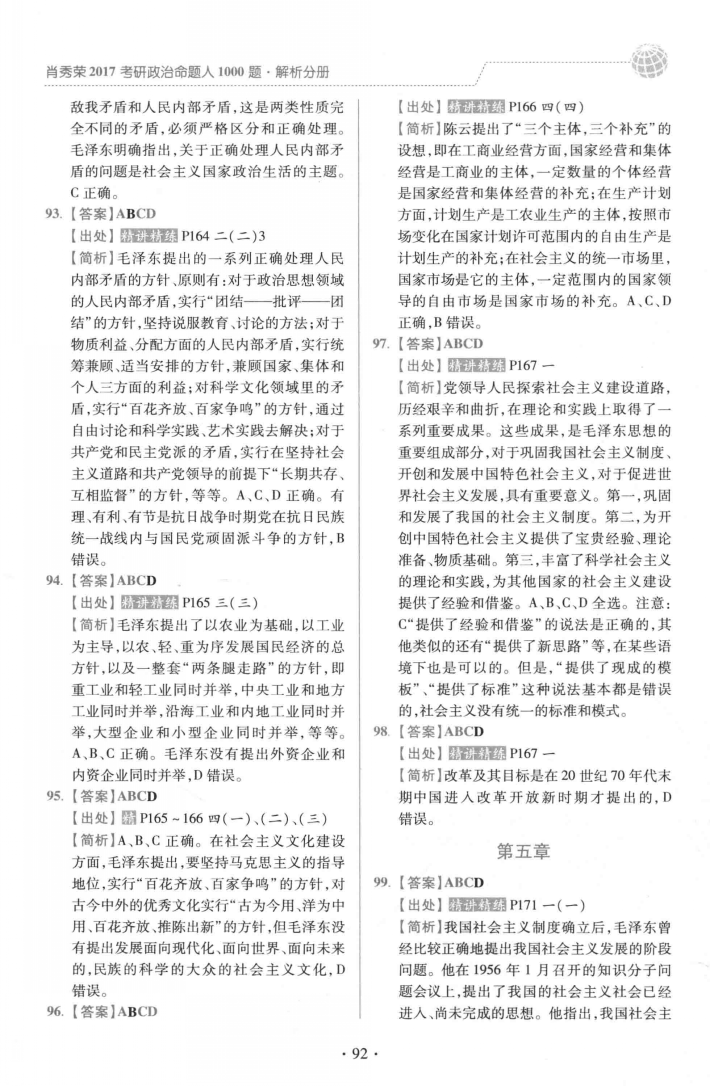 肖秀荣2017考研政治命题人1000题·解析分册
敌我矛盾和人民内部矛盾,这是两类性质完
全不同的矛盾,必须严格区分和正确处理。
毛泽东明确指出,关于正确处理人民内部矛
盾的问题是社会主义国家政治生活的主题。
C正确。
93.【答案】ABCD
【出处】精讲精练P164 二(二)3
【简析】毛泽东提出的一系列正确处理人民
内部矛盾的方针、原则有:对于政治思想领域
的人民内部矛盾,实行“团结——批评——团
结”的方针,坚持说服教育、讨论的方法;对于
物质利益、分配方面的人民内部矛盾,实行统
筹兼顾、适当安排的方针,兼顾国家、集体和
个人三方面的利益;对科学文化领域里的矛
盾,实行“百花齐放、百家争鸣”的方针,通过
自由讨论和科学实践、艺术实践去解决;对于
共产党和民主党派的矛盾,实行在坚持社会
主义道路和共产党领导的前提下“长期共存、
互相监督”的方针,等等。A、C、D正确。有
理、有利、有节是抗日战争时期党在抗日民族
统一战线内与国民党顽固派斗争的方针,B
错误。
94.【答案】ABCD
【出处】精讲精练P165 三(三)
【简析】毛泽东提出了以农业为基础,以工业
为主导,以农、轻、重为序发展国民经济的总
方针,以及一整套“两条腿走路”的方针,即
重工业和轻工业同时并举,中央工业和地方
工业同时并举,沿海工业和内地工业同时并
举,大型企业和小型企业同时并举,等等。
A、B、C正确。毛泽东没有提出外资企业和
内资企业同时并举,D错误。
95.【答案】ABCD
【出处】精P165~166 四(一)、(二)、(三)
【简析】A、B、C正确。在社会主义文化建设
方面,毛泽东提出,要坚持马克思主义的指导
地位,实行“百花齐放、百家争鸣”的方针,对
古今中外的优秀文化实行“古为今用、洋为中
用、百花齐放、推陈出新”的方针,但毛泽东没
有提出发展面向现代化、面向世界、面向未来
的,民族的科学的大众的社会主义文化,D
错误。
96.【答案】ABCD
【出处】精讲精练P166 四(四)
【简析】陈云提出了“三个主体,三个补充”的
设想,即在工商业经营方面,国家经营和集体
经营是工商业的主体,一定数量的个体经营
是国家经营和集体经营的补充;在生产计划
方面,计划生产是工农业生产的主体,按照市
场变化在国家计划许可范围内的自由生产是
计划生产的补充;在社会主义的统一市场里,
国家市场是它的主体,一定范围内的国家领
导的自由市场是国家市场的补充。A、C、D
正确,B错误。
97.【答案】ABCD
【出处】精讲精练P167 一
【简析】党领导人民探索社会主义建设道路,
历经艰辛和曲折,在理论和实践上取得了一
系列重要成果。这些成果,是毛泽东思想的
重要组成部分,对于巩固我国社会主义制度、
开创和发展中国特色社会主义,对于促进世
界社会主义发展,具有重要意义。第一,巩固
和发展了我国的社会主义制度。第二,为开
创中国特色社会主义提供了宝贵经验、理论
准备、物质基础。第三,丰富了科学社会主义
的理论和实践,为其他国家的社会主义建设
提供了经验和借鉴。A、B、C、D全选。注意:
C“提供了经验和借鉴”的说法是正确的,其
他类似的还有“提供了新思路”等,在某些语
境下也是可以的。但是,“提供了现成的模
板”、“提供了标准”这种说法基本都是错误
的,社会主义没有统一的标准和模式。
98.【答案】ABCD
【出处】精讲精练P167 一
【简析】改革及其目标是在20世纪70年代末
期中国进入改革开放新时期才提出的,D
错误。
第五章
99.【答案】ABCD
【出处】精讲精练P171 一(一)
【简析】我国社会主义制度确立后,毛泽东曾
经比较正确地提出我国社会主义发展的阶段
问题。他在1956年1月召开的知识分子问
题会议上,提出了我国的社会主义社会已经
进入、尚未完成的思想。他指出,我国社会主
·92·